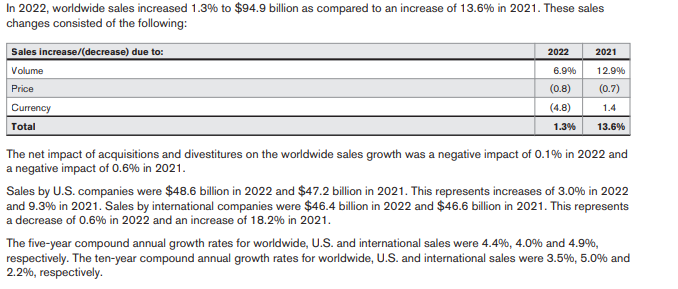 In 2022, worldwide sales increased 1.3% to $94.9 billion as compared to an increase of 13.6% in 2021. These sales
changes consisted of the following:
Sales increase/(decrease) due to: 2022 2021
Volume 6.9% 12.9%
Price (0.8) (0.7)
Currency (4.8) 1.4
Total 1.3% 13.6%
The net impact of acquisitions and divestitures on the worldwide sales growth was a negative impact of 0.1% in 2022 and
a negative impact of 0.6% in 2021.
Sales by U.S. companies were $48.6 billion in 2022 and $47.2 billion in 2021. This represents increases of 3.0% in 2022
and 9.3% in 2021. Sales by international companies were $46.4 billion in 2022 and $46.6 billion in 2021. This represents
a decrease of 0.6% in 2022 and an increase of 18.2% in 2021.
The five-year compound annual growth rates for worldwide, U.S. and international sales were 4.4%, 4.0% and 4.9%,
respectively. The ten-year compound annual growth rates for worldwide, U.S. and international sales were 3.5%, 5.0% and
2.2%, respectively.